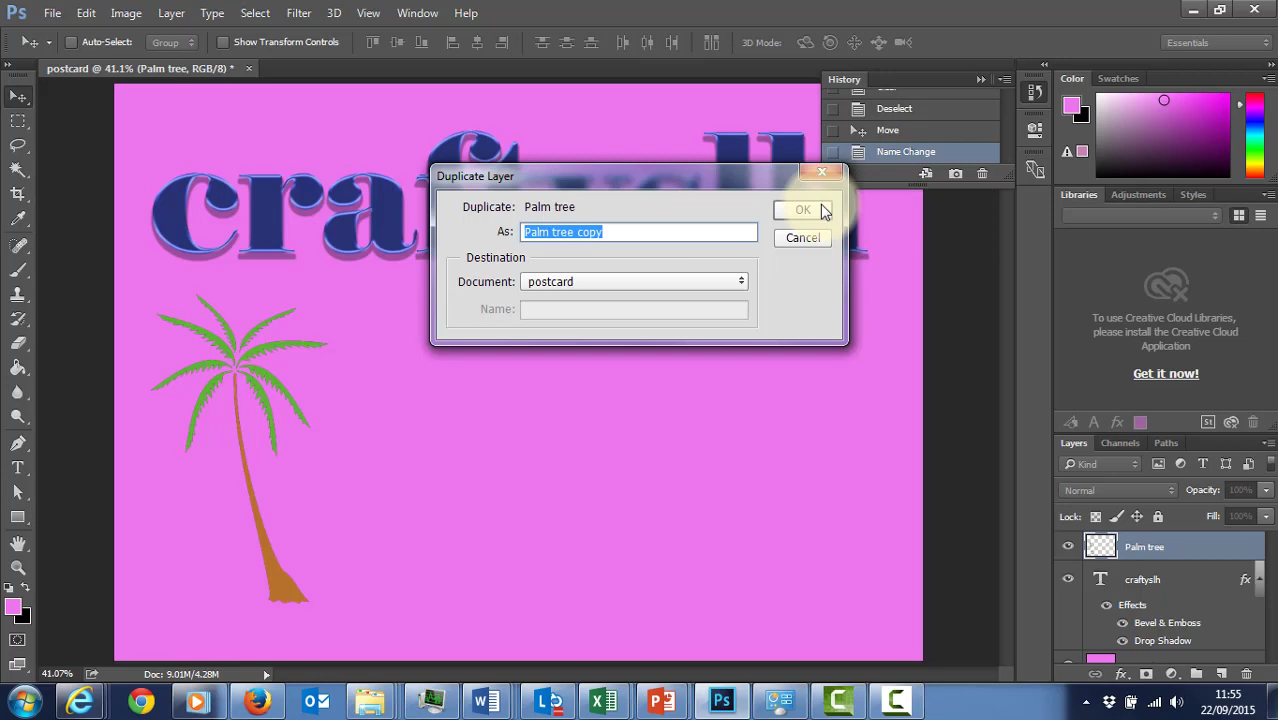 Ps File Edit Image Layer Type Select Filter 3D View Window Help
Auto-Select: Group Show Transform Controls 3D Mode: Essentials
postcard @ 41.1% (Palm tree, RGB/8) * ×
History
Deselect
Move
Name Change
Color Swatches
Libraries Adjustments Styles
To use Creative Cloud Libraries,
please install the Creative Cloud
Application
Get it now!
Duplicate Layer
Duplicate: Palm tree
As: Palm tree copy
OK
Cancel
Destination
Document: postcard
Name:
Layers Channels Paths
Kind
Normal Opacity: 100%
Lock: Fill: 100%
Palm tree
T craftyslh fx
Effects
Bevel & Emboss
Drop Shadow
41.07% Doc: 9.01M/4.28M
11:55
22/09/2015